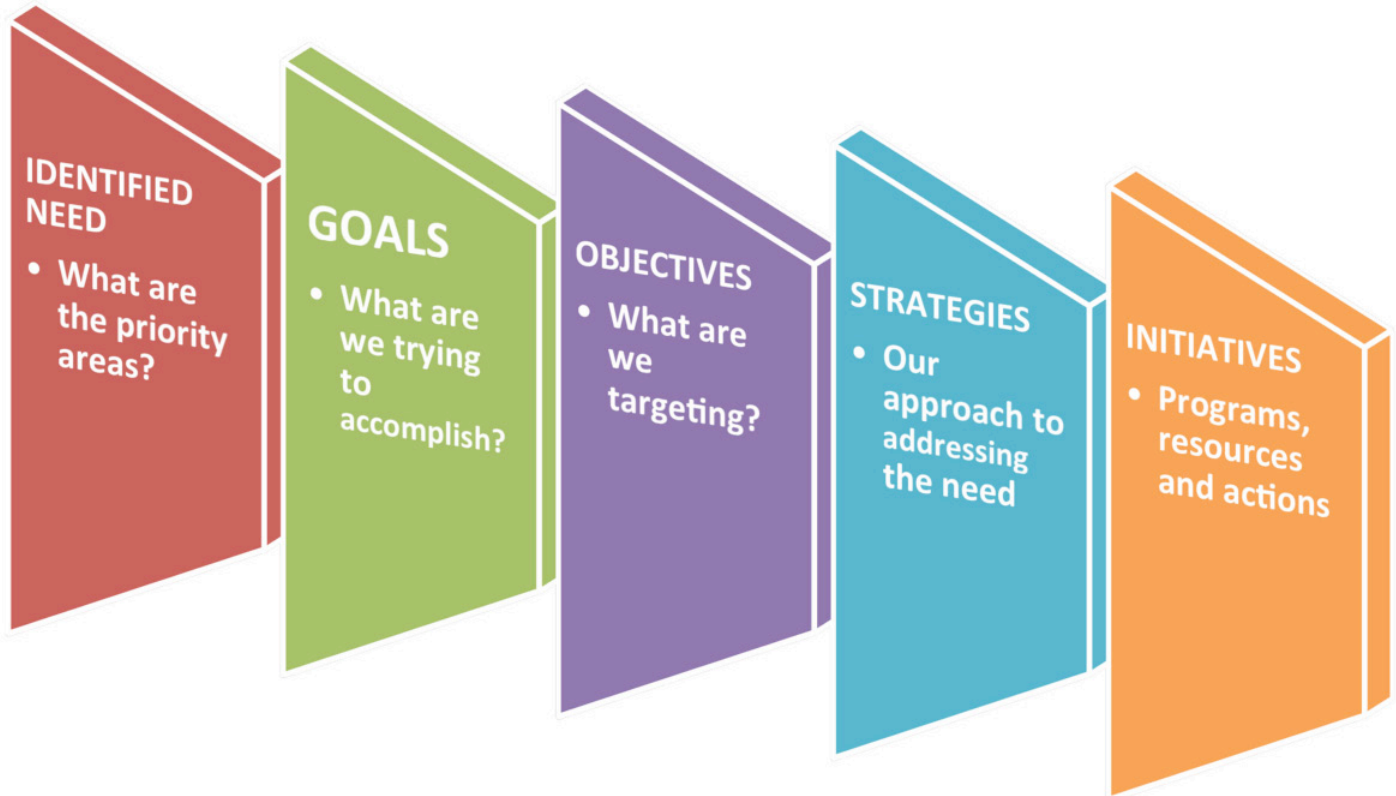 IDENTIFIED
NEED
• What are
the priority
areas?
GOALS
• What are
we trying
to
accomplish?
OBJECTIVES
• What are
we
targeting?
STRATEGIES
• Our
approach to
addressing
the need
INITIATIVES
• Programs,
resources
and actions